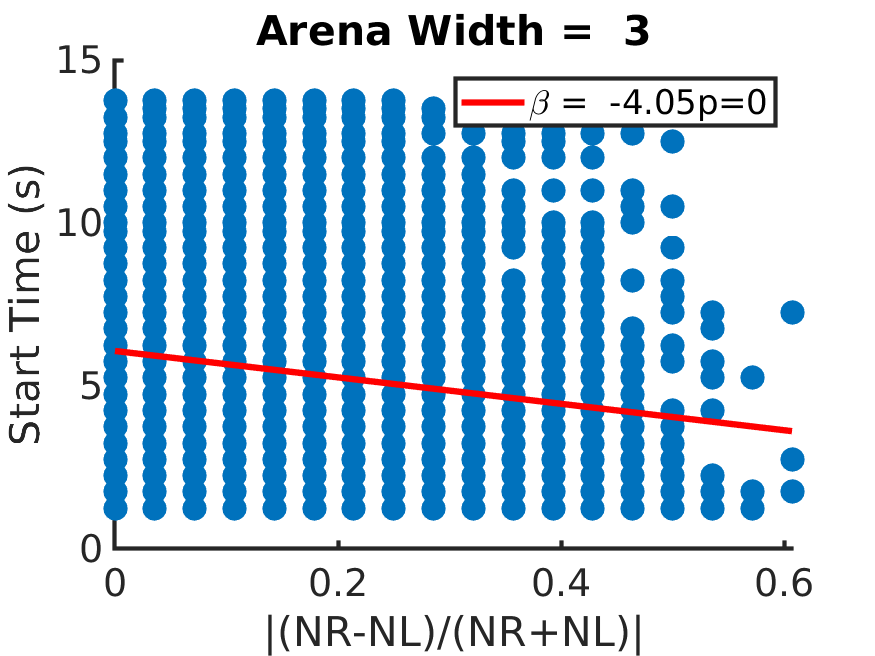 Arena Width =  3
β =  -4.05p=0
Start Time (s)
15
10
5
0
0 0.2 0.4 0.6
|(NR-NL)/(NR+NL)|